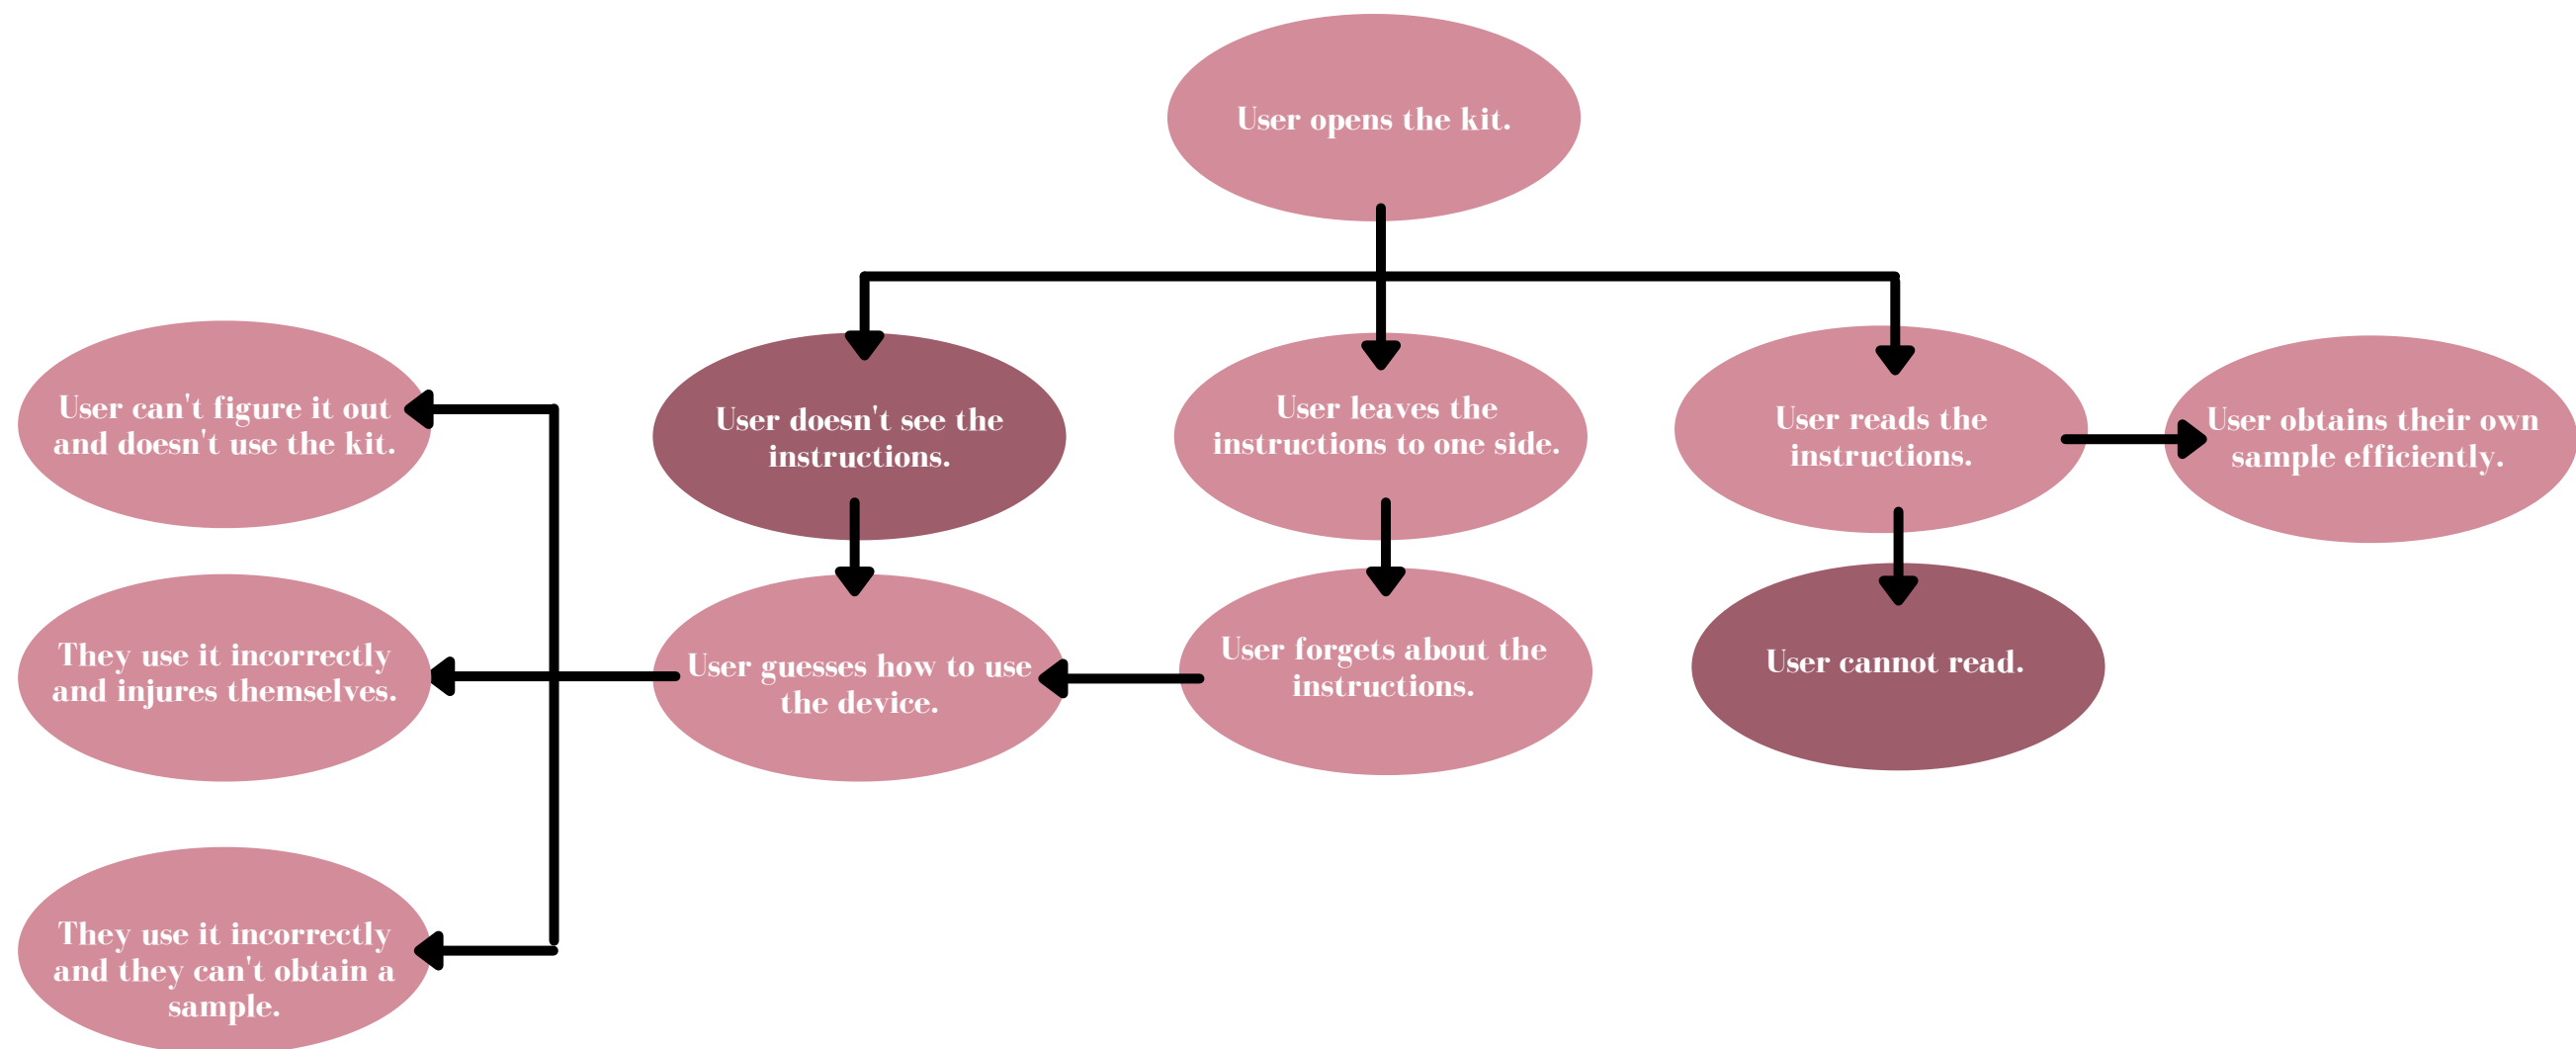 User opens the kit.
User can't figure it out
and doesn't use the kit.
User doesn't see the
instructions.
User leaves the
instructions to one side.
User reads the
instructions.
User obtains their own
sample efficiently.
They use it incorrectly
and injures themselves.
User guesses how to use
the device.
User forgets about the
instructions.
User cannot read.
They use it incorrectly
and they can't obtain a
sample.